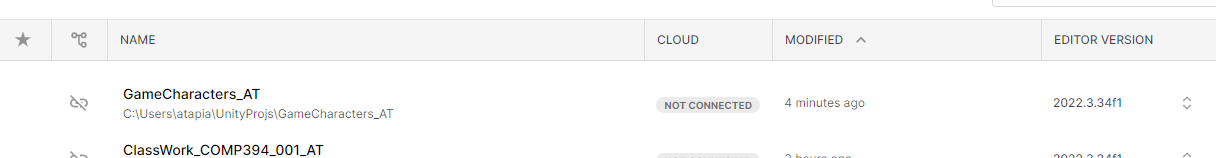 NAME CLOUD MODIFIED EDITOR VERSION
GameCharacters_AT
C:\Users\atapia\UnityProjs\GameCharacters_AT
NOT CONNECTED
4 minutes ago
2022.3.34f1
ClassWork_COMP394_001_AT